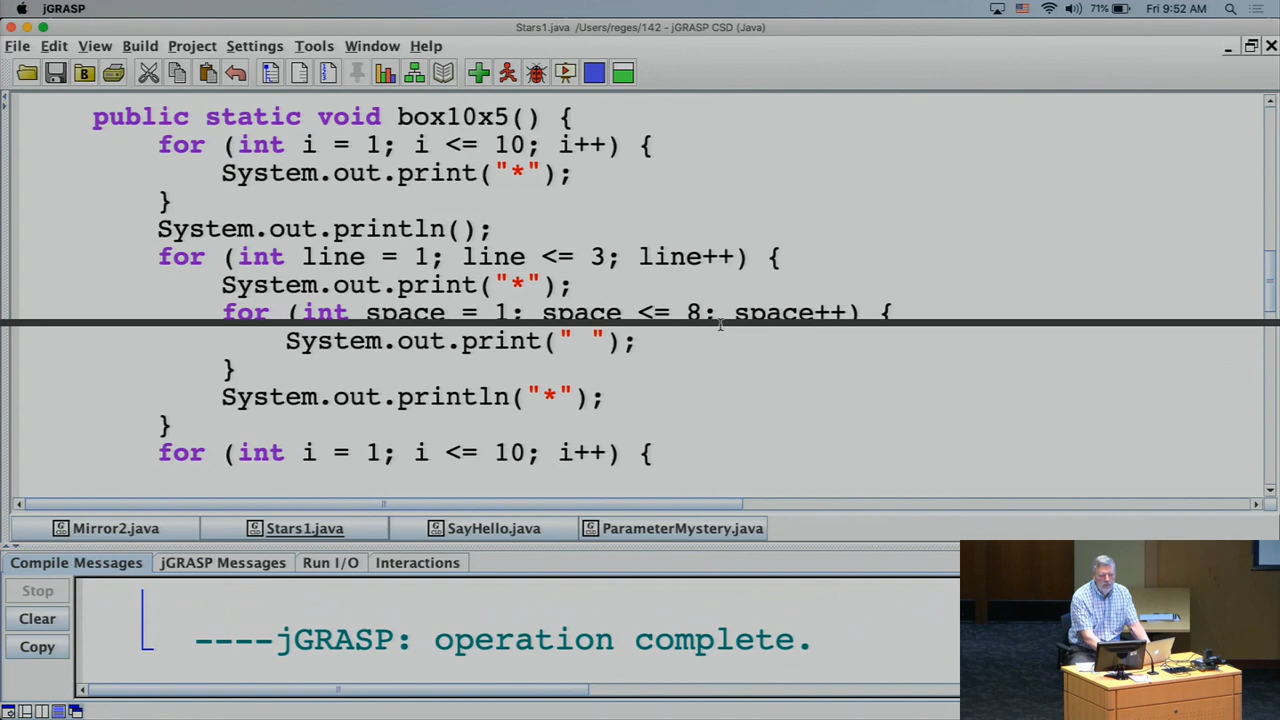 jGRASP
71%
Fri 9:52 AM
Stars1.java /Users/reges/142 - jGRASP CSD (Java)
File Edit View Build Project Settings Tools Window Help
B
public static void box10x5() {
for (int i = 1; i <= 10; i++) {
System.out.print("*");
}
System.out.println();
for (int line = 1; line <= 3; line++) {
System.out.print("*");
for (int space = 1; space <= 8; space++) {
System.out.print(" ");
}
System.out.println("*");
}
for (int i = 1; i <= 10; i++) {
Mirror2.java Stars1.java SayHello.java ParameterMystery.java
Compile Messages jGRASP Messages Run I/O Interactions
Stop
Clear
Copy
----jGRASP: operation complete.